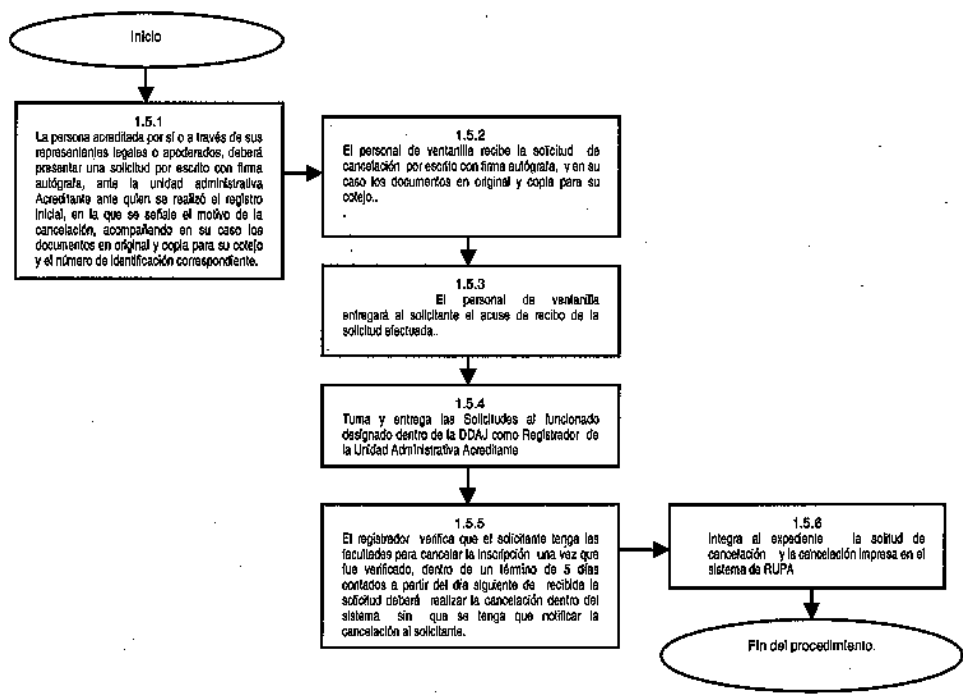 Inicio
1.5.1
La persona acreditada por sí o a través de sus
representantes legales o apoderados, deberá
presentar una solicitud por escrito con firma
autógrafa, ante la unidad administrativa
Acreditante ante quien se realizó el registro
inicial, en la que se señale el motivo de la
cancelación, acompañando en su caso los
documentos en original y copia para su cotejo
y el número de identificación correspondiente.
1.5.2
El personal de ventanilla recibe la solicitud de
cancelación por escrito con firma autógrafa, y en su
caso los documentos en original y copia para su
cotejo..
1.5.3
El personal de ventanilla
entregará al solicitante el acuse de recibo de la
solicitud efectuada..
1.5.4
Turna y entrega las Solicitudes al funcionado
designado dentro de la DDAJ como Registrador de
la Unidad Administrativa Acreditante
1.5.5
El registrador verifica que el solicitante tenga las
facultades para cancelar la inscripción una vez que
fue verificado, dentro de un término de 5 días
contados a partir del día siguiente de recibida la
solicitud deberá realizar la cancelación dentro del
sistema sin que se tenga que notificar la
cancelación al solicitante.
1.5.6
Integra al expediente la solitud de
cancelación y la cancelación impresa en el
sistema de RUPA
Fin del procedimiento.